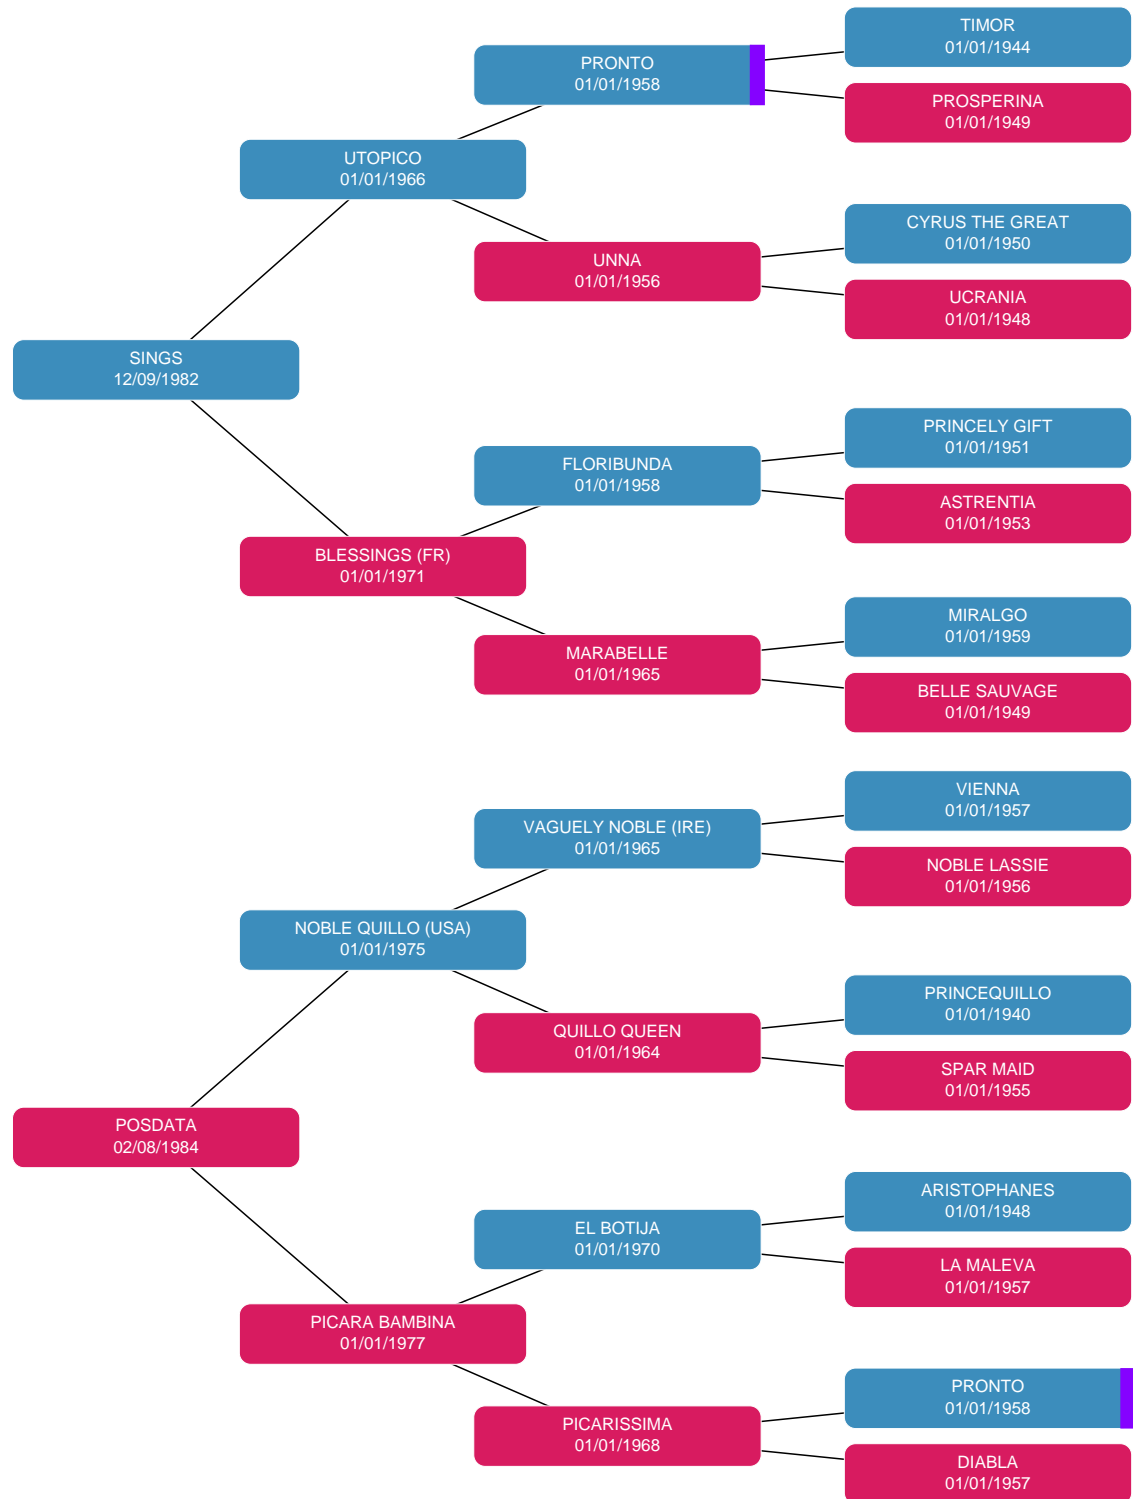 TIMOR
01/01/1944
PRONTO
01/01/1958
PROSPERINA
01/01/1949
UTOPICO
01/01/1966
CYRUS THE GREAT
01/01/1950
UNNA
01/01/1956
UCRANIA
01/01/1948
SINGS
12/09/1982
PRINCELY GIFT
01/01/1951
FLORIBUNDA
01/01/1958
ASTRENTIA
01/01/1953
BLESSINGS (FR)
01/01/1971
MIRALGO
01/01/1959
MARABELLE
01/01/1965
BELLE SAUVAGE
01/01/1949
VIENNA
01/01/1957
VAGUELY NOBLE (IRE)
01/01/1965
NOBLE LASSIE
01/01/1956
NOBLE QUILLO (USA)
01/01/1975
PRINCEQUILLO
01/01/1940
QUILLO QUEEN
01/01/1964
SPAR MAID
01/01/1955
POSDATA
02/08/1984
ARISTOPHANES
01/01/1948
EL BOTIJA
01/01/1970
LA MALEVA
01/01/1957
PICARA BAMBINA
01/01/1977
PRONTO
01/01/1958
PICARISSIMA
01/01/1968
DIABLA
01/01/1957